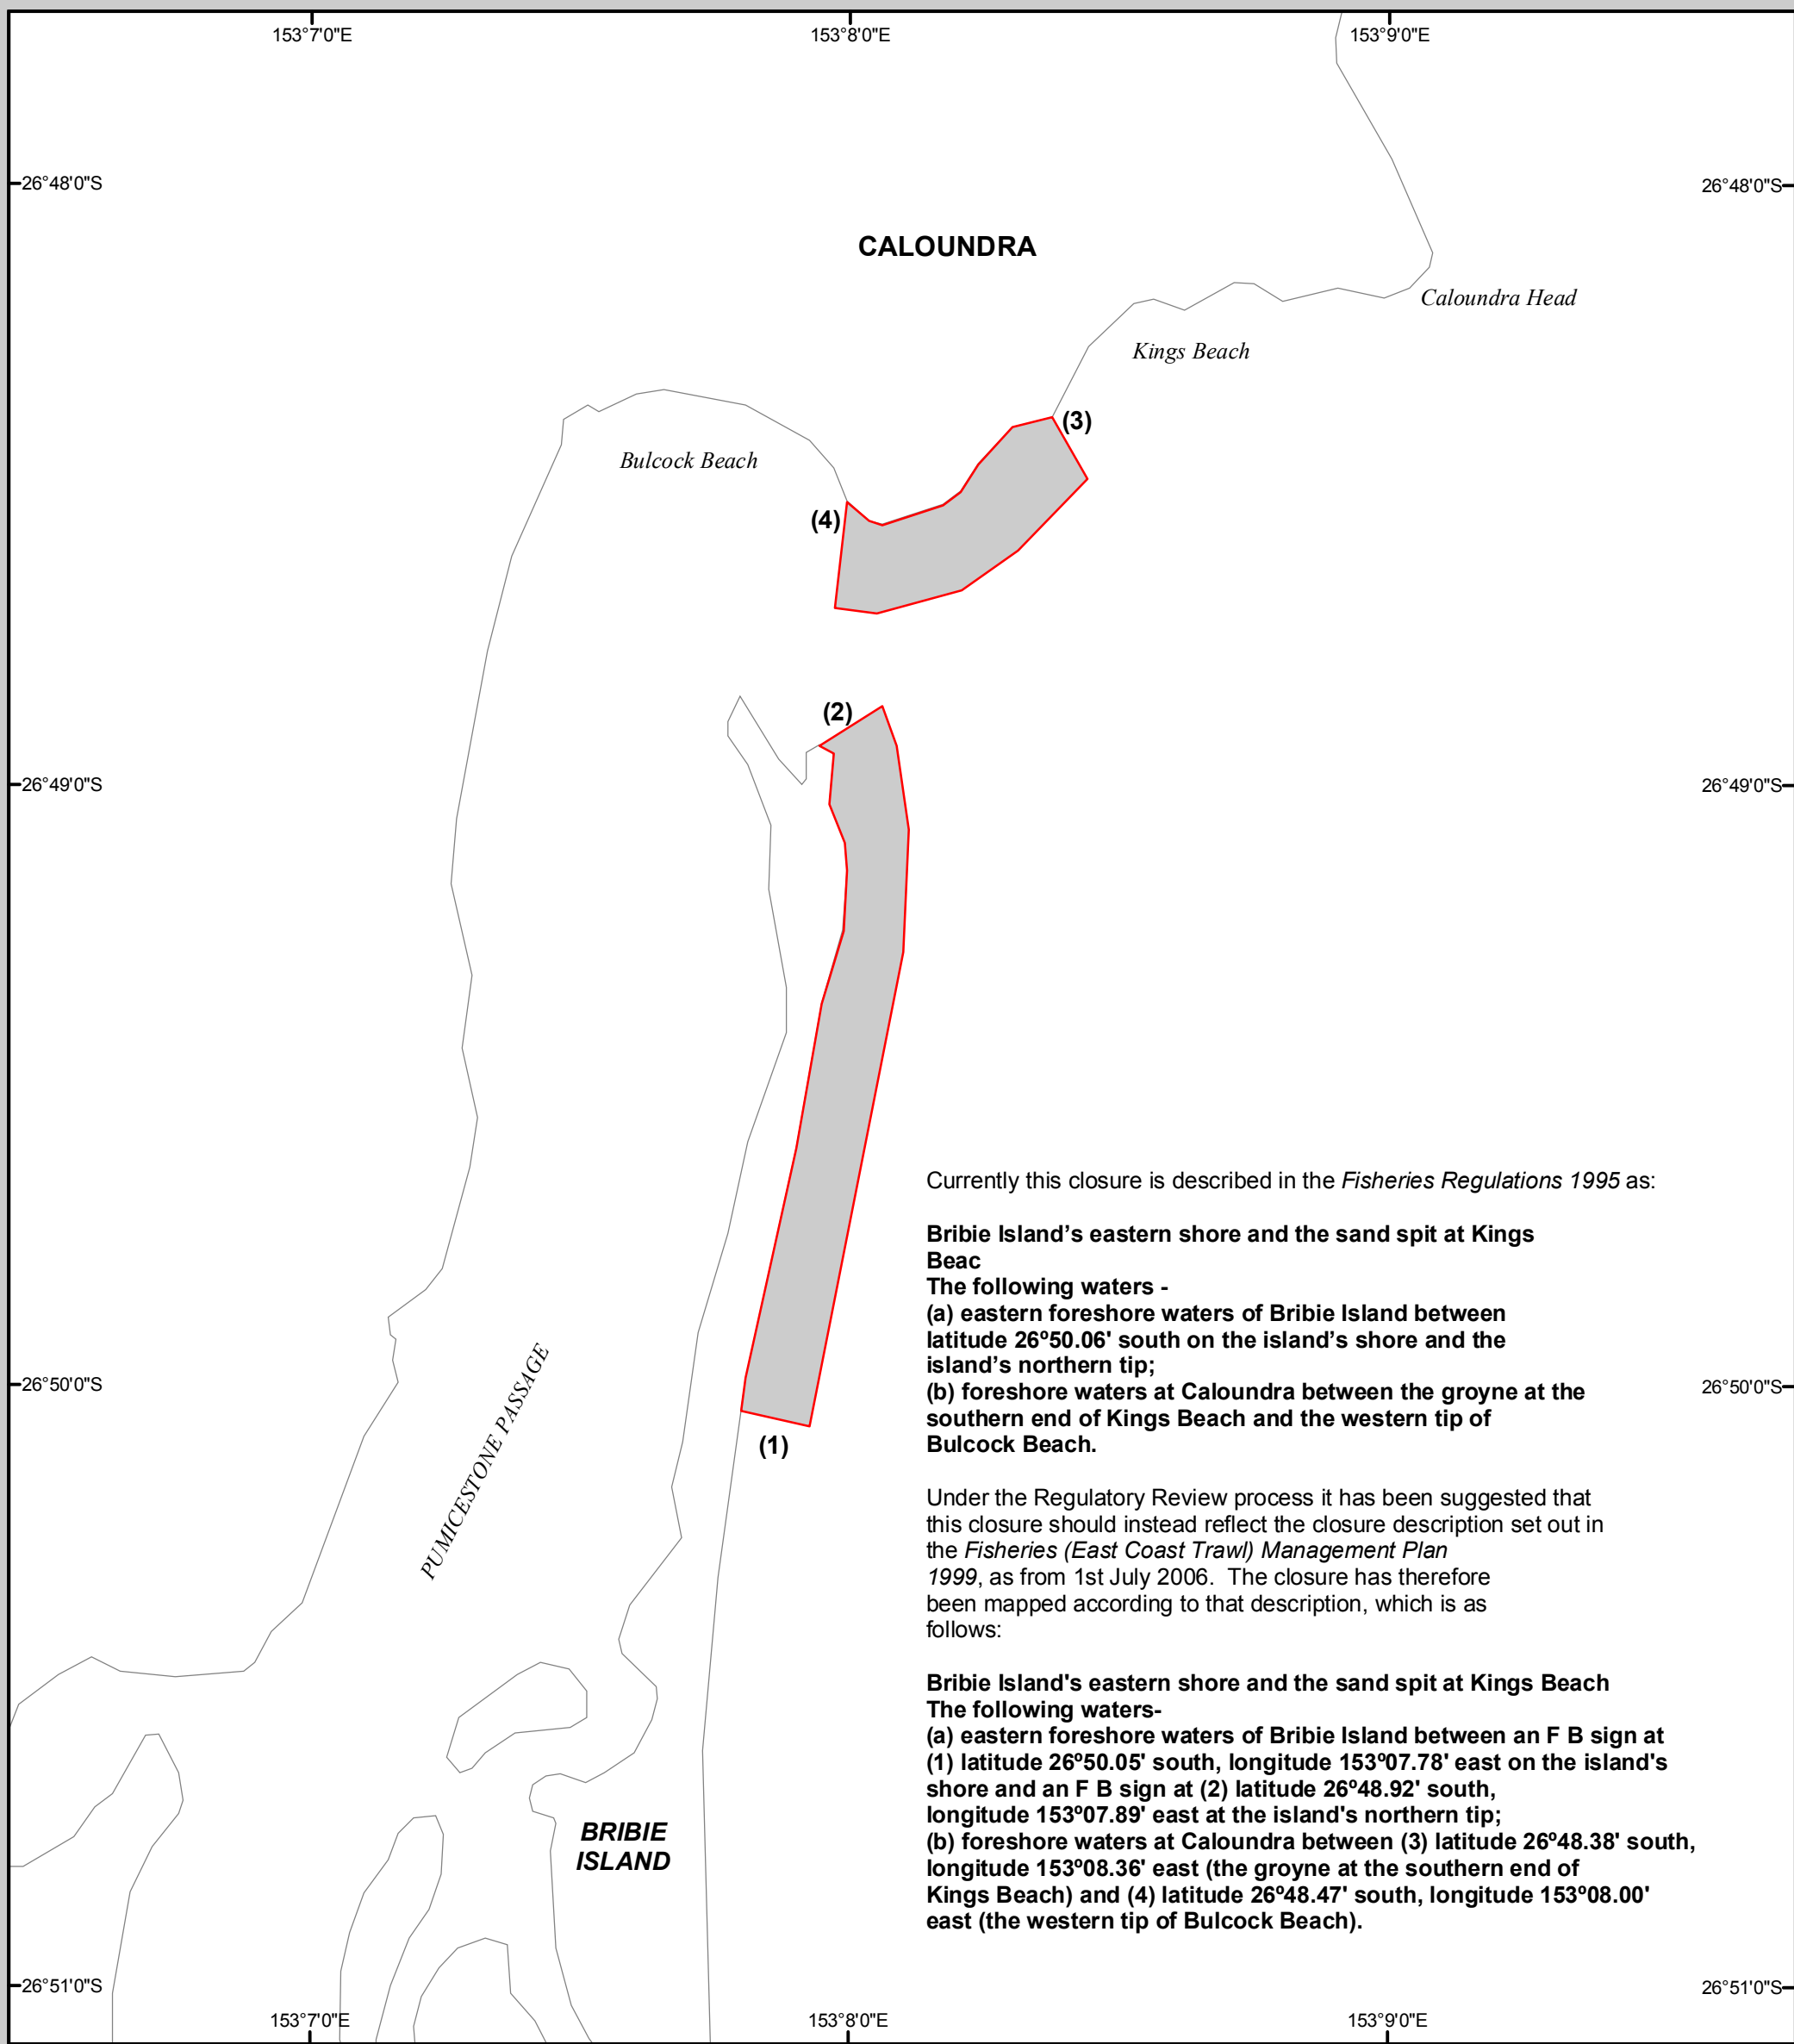 153°7'0"E 153°8'0"E 153°9'0"E
26°48'0"S 26°48'0"S
CALOUNDRA
Caloundra Head
Kings Beach
(3)
Bulcock Beach
(4)
(2)
26°49'0"S 26°49'0"S
Currently this closure is described in the Fisheries Regulations 1995 as:
Bribie Island’s eastern shore and the sand spit at Kings
Beac
The following waters -
(a) eastern foreshore waters of Bribie Island between
latitude 26º50.06' south on the island’s shore and the
island’s northern tip;
(b) foreshore waters at Caloundra between the groyne at the
southern end of Kings Beach and the western tip of
Bulcock Beach.
26°50'0"S 26°50'0"S
(1)
PUMICESTONE PASSAGE
Under the Regulatory Review process it has been suggested that
this closure should instead reflect the closure description set out in
the Fisheries (East Coast Trawl) Management Plan
1999, as from 1st July 2006.  The closure has therefore
been mapped according to that description, which is as
follows:
Bribie Island's eastern shore and the sand spit at Kings Beach
The following waters-
(a) eastern foreshore waters of Bribie Island between an F B sign at
(1) latitude 26º50.05' south, longitude 153º07.78' east on the island's
shore and an F B sign at (2) latitude 26º48.92' south,
longitude 153º07.89' east at the island's northern tip;
(b) foreshore waters at Caloundra between (3) latitude 26º48.38' south,
longitude 153º08.36' east (the groyne at the southern end of
Kings Beach) and (4) latitude 26º48.47' south, longitude 153º08.00'
east (the western tip of Bulcock Beach).
BRIBIE
ISLAND
26°51'0"S 26°51'0"S
153°7'0"E 153°8'0"E 153°9'0"E